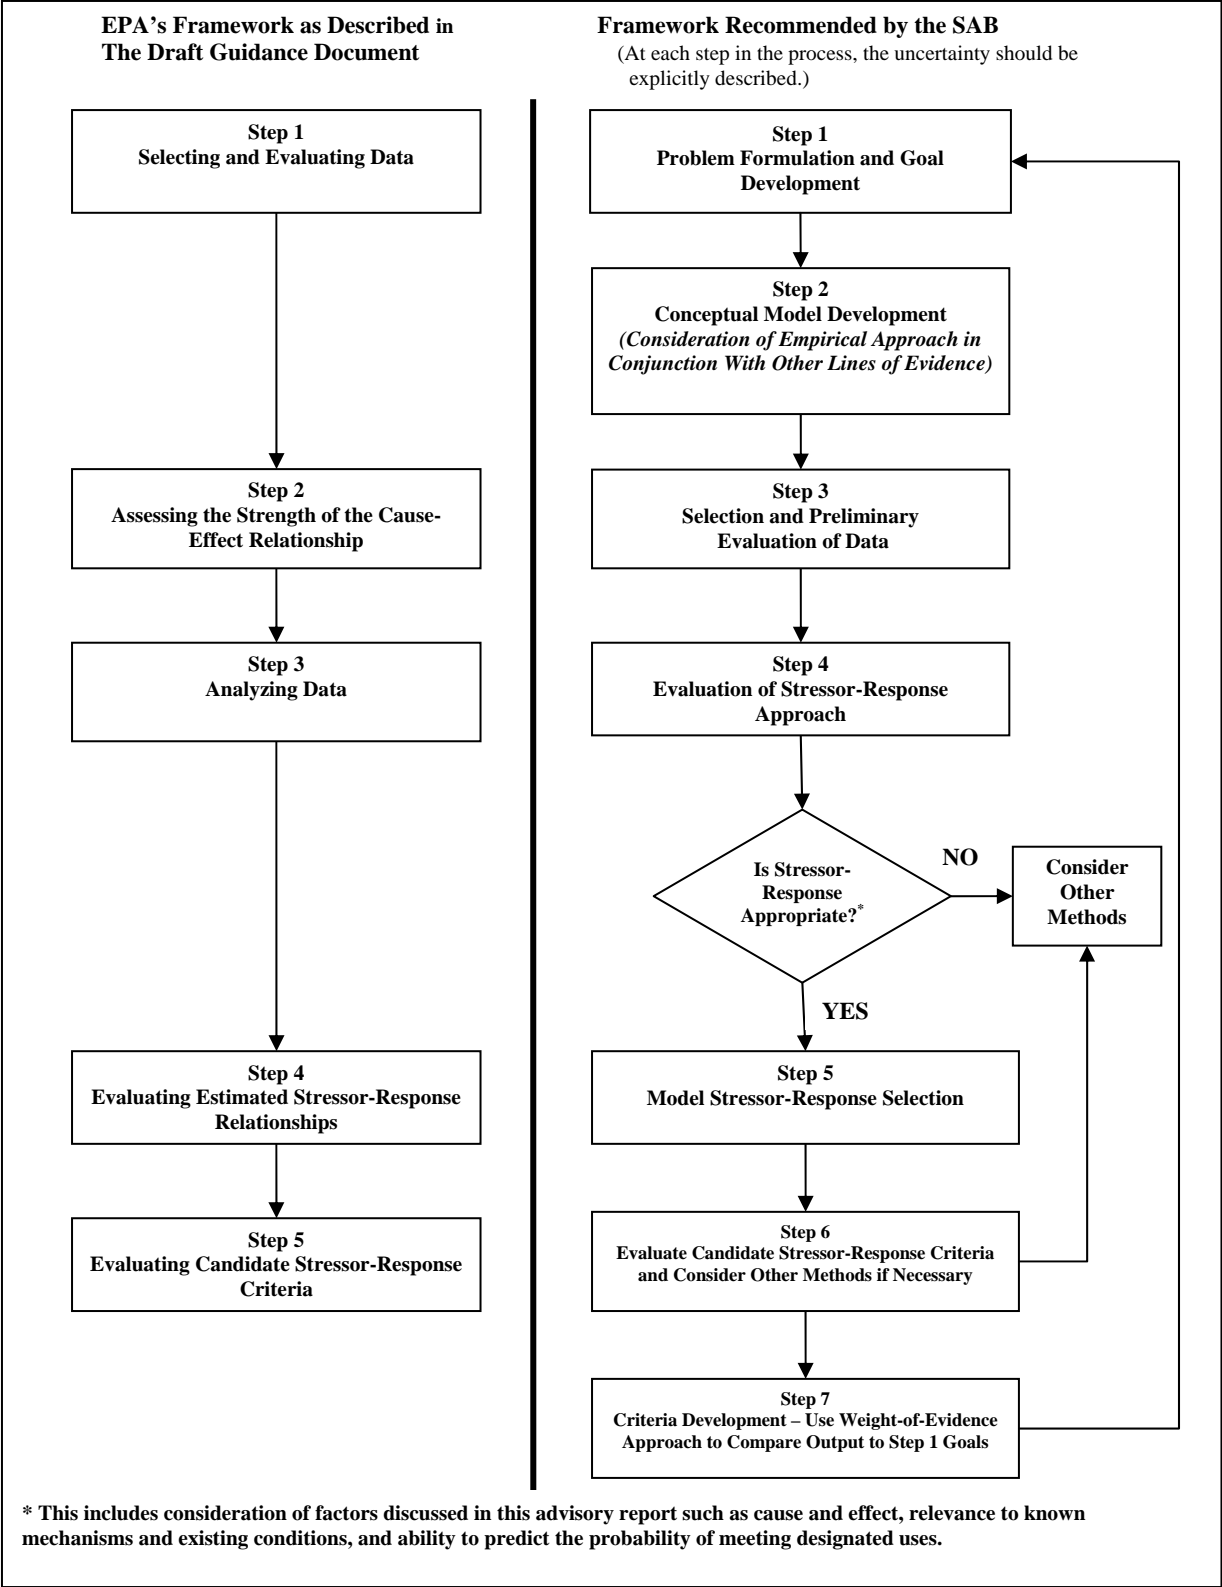 EPA's Framework as Described in
The Draft Guidance Document
Step 1
Selecting and Evaluating Data
Step 2
Assessing the Strength of the Cause-
Effect Relationship
Step 3
Analyzing Data
Step 4
Evaluating Estimated Stressor-Response
Relationships
Step 5
Evaluating Candidate Stressor-Response
Criteria
Framework Recommended by the SAB
(At each step in the process, the uncertainty should be
explicitly described.)
Step 1
Problem Formulation and Goal
Development
Step 2
Conceptual Model Development
(Consideration of Empirical Approach in
Conjunction With Other Lines of Evidence)
Step 3
Selection and Preliminary
Evaluation of Data
Step 4
Evaluation of Stressor-Response
Approach
Is Stressor-
Response
Appropriate?*
NO
Consider
Other
Methods
YES
Step 5
Model Stressor-Response Selection
Step 6
Evaluate Candidate Stressor-Response Criteria
and Consider Other Methods if Necessary
Step 7
Criteria Development – Use Weight-of-Evidence
Approach to Compare Output to Step 1 Goals
* This includes consideration of factors discussed in this advisory report such as cause and effect, relevance to known
mechanisms and existing conditions, and ability to predict the probability of meeting designated uses.